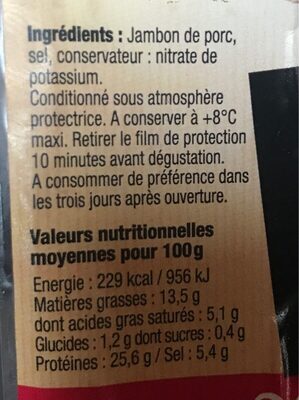 Ingrédients : Jambon de porc,
sel, conservateur : nitrate de
potassium.
Conditionné sous atmosphère
protectrice. A conserver à +8°C
maxi. Retirer le film de protection
10 minutes avant dégustation.
A consommer de préférence dans
les trois jours après ouverture.
Valeurs nutritionnelles
moyennes pour 100g
Energie : 229 kcal / 956 kJ
Matières grasses : 13,5 g
dont acides gras saturés : 5,1 g
Glucides : 1,2 g dont sucres : 0,4 g
Protéines : 25,6 g / Sel : 5,4 g